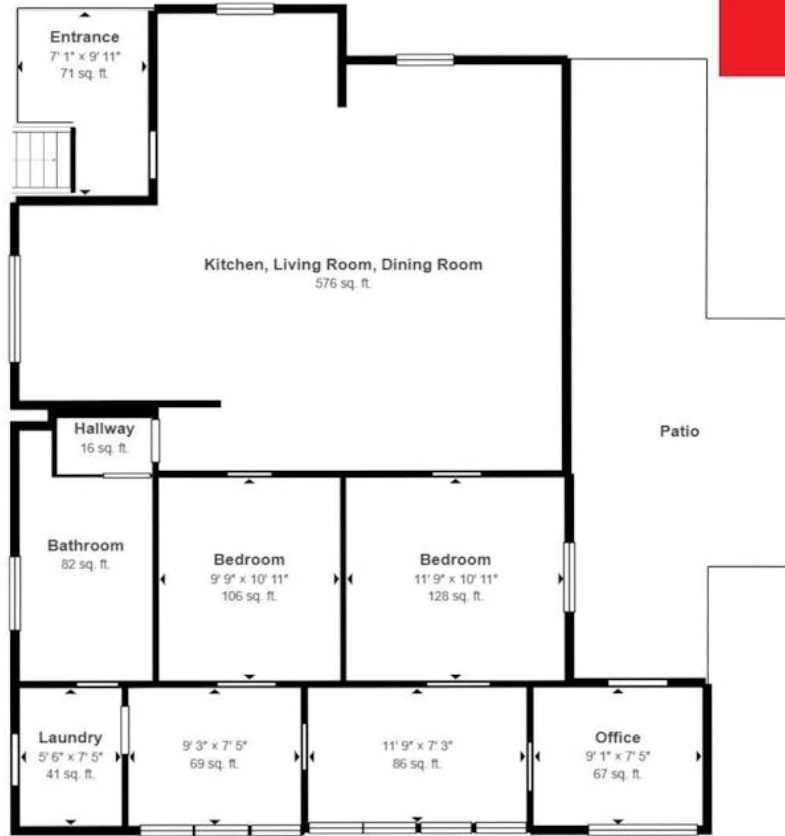 Entrance
7' 1" × 9' 11"
71 sq. ft.
Kitchen, Living Room, Dining Room
576 sq. ft.
Hallway
16 sq. ft.
Patio
Bathroom
82 sq. ft.
Bedroom
9' 9" × 10' 11"
106 sq. ft.
Bedroom
11' 9" × 10' 11"
128 sq. ft.
Laundry
5' 6" × 7' 5"
41 sq. ft.
9' 3" × 7' 5"
69 sq. ft.
11' 9" × 7' 3"
86 sq. ft.
Office
9' 1" × 7' 5"
67 sq. ft.